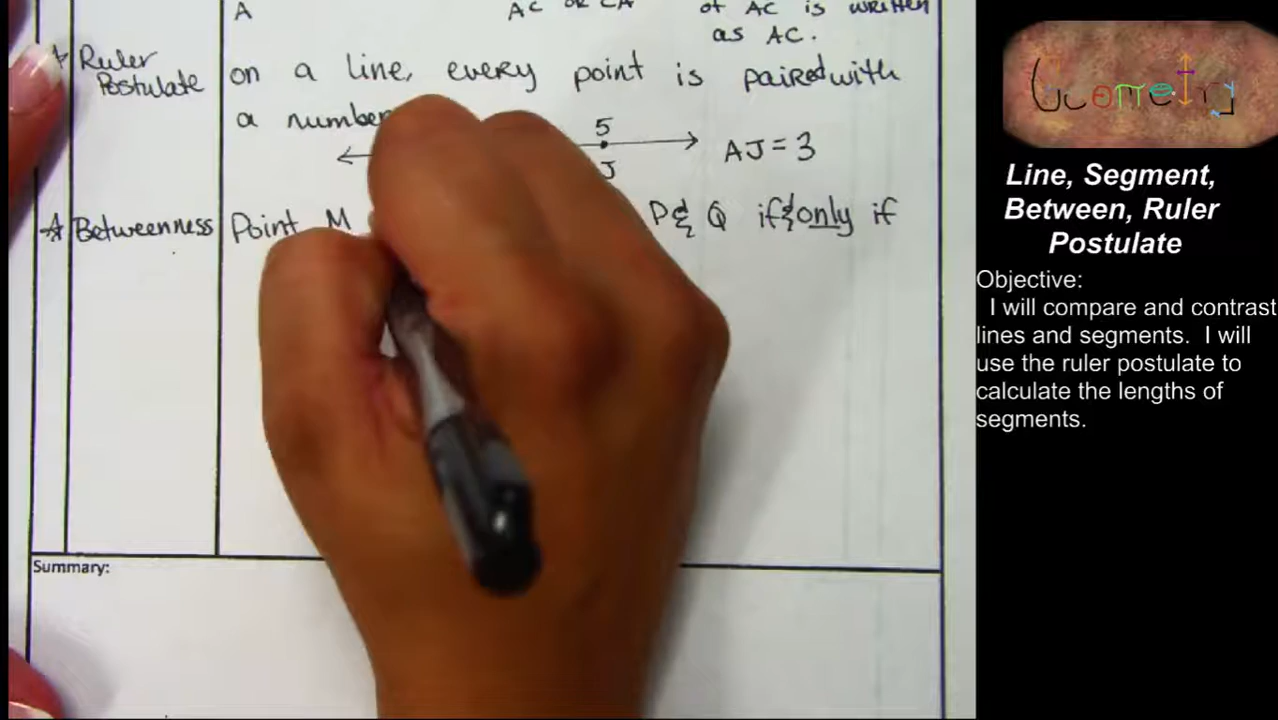 A
AC or CA
of AC is written
as AC.
☆ Ruler
Postulate
on a line, every point is paired with
a number
5
J
AJ = 3
☆ Betweenness
Point M
P & Q if & only if
Summary:
Geometry
Line, Segment,
Between, Ruler
Postulate
Objective:
I will compare and contrast
lines and segments. I will
use the ruler postulate to
calculate the lengths of
segments.